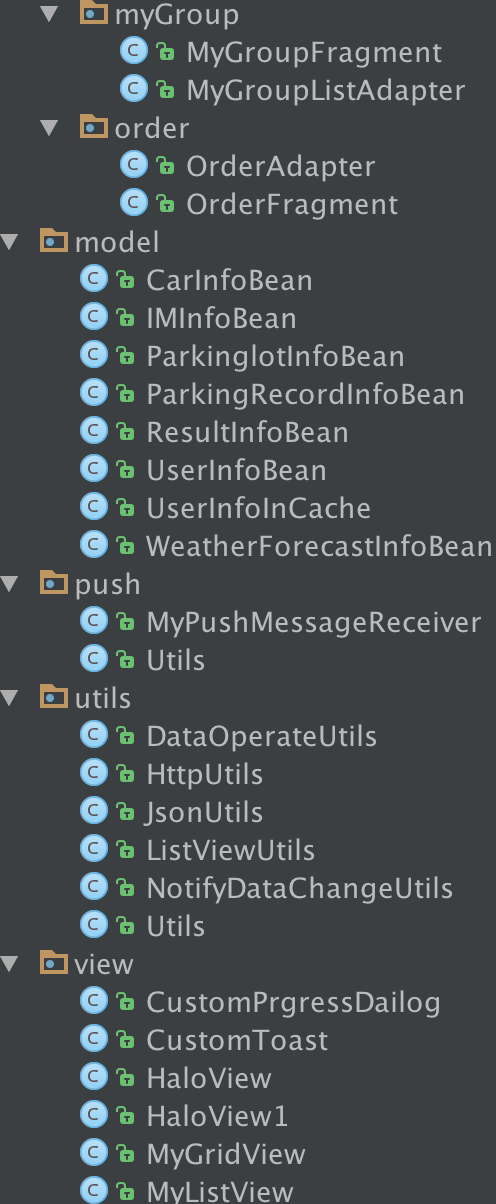 myGroup
MyGroupFragment
MyGroupListAdapter
order
OrderAdapter
OrderFragment
model
CarInfoBean
IMInfoBean
ParkinglotInfoBean
ParkingRecordInfoBean
ResultInfoBean
UserInfoBean
UserInfoInCache
WeatherForecastInfoBean
push
MyPushMessageReceiver
Utils
utils
DataOperateUtils
HttpUtils
JsonUtils
ListViewUtils
NotifyDataChangeUtils
Utils
view
CustomPrgressDailog
CustomToast
HaloView
HaloView1
MyGridView
MyListView